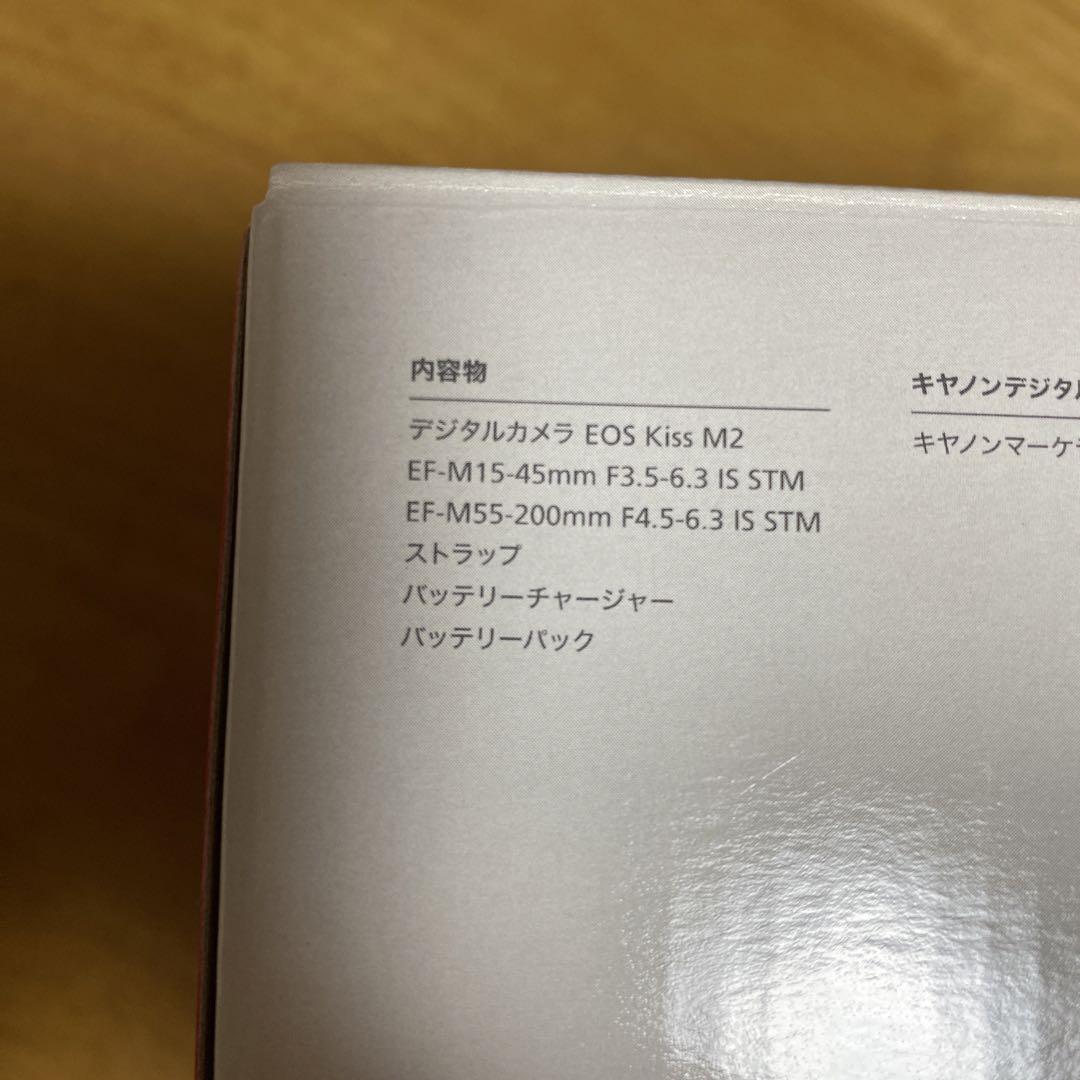 内容物
デジタルカメラ EOS Kiss M2
EF-M15-45mm F3.5-6.3 IS STM
EF-M55-200mm F4.5-6.3 IS STM
ストラップ
バッテリーチャージャー
バッテリーパック
キヤノンデジタル
キヤノンマーケ